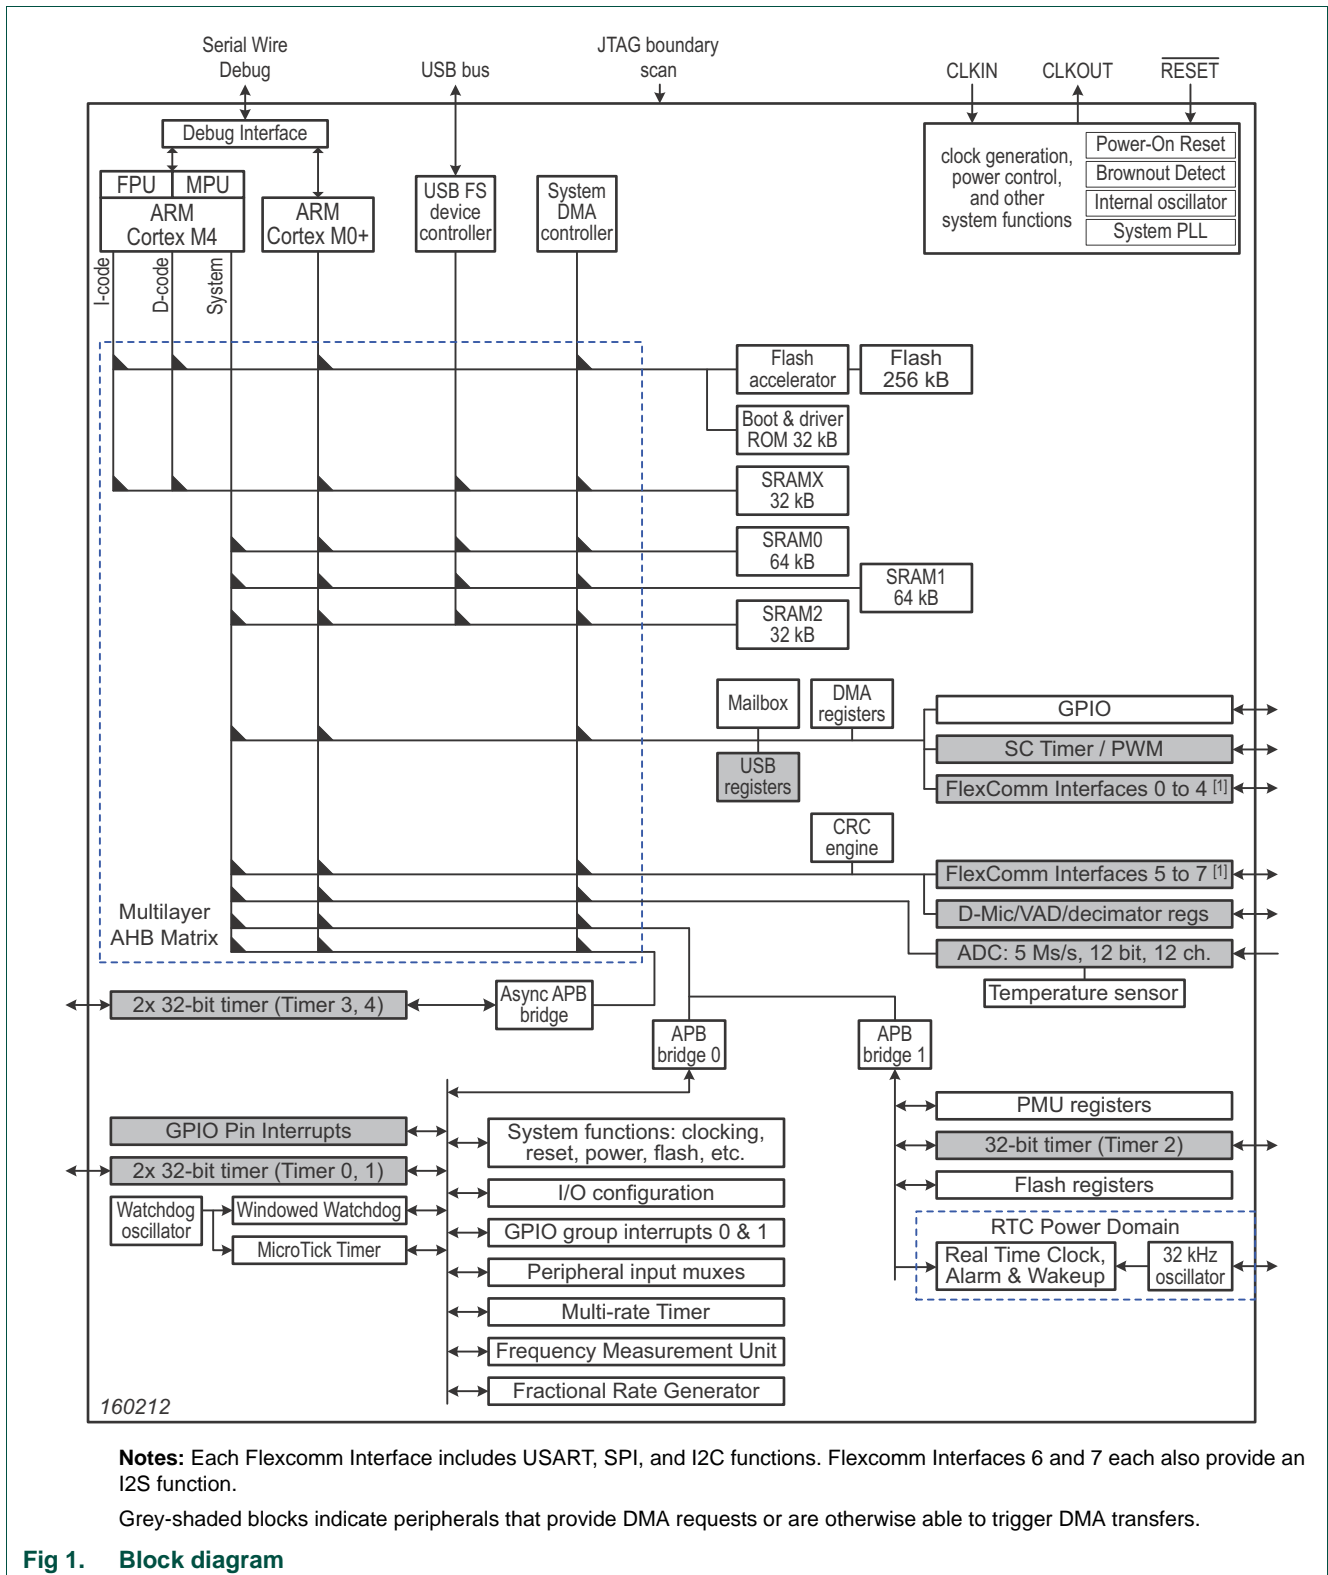 Serial Wire
Debug
USB bus
JTAG boundary
scan
CLKIN
CLKOUT
RESET
Debug Interface
FPU
MPU
ARM
Cortex M4
ARM
Cortex M0+
USB FS
device
controller
System
DMA
controller
clock generation,
power control,
and other
system functions
Power-On Reset
Brownout Detect
Internal oscillator
System PLL
I-code
D-code
System
Flash
accelerator
Flash
256 kB
Boot & driver
ROM 32 kB
SRAMX
32 kB
SRAM0
64 kB
SRAM1
64 kB
SRAM2
32 kB
Mailbox
DMA
registers
USB
registers
GPIO
SC Timer / PWM
FlexComm Interfaces 0 to 4 [1]
CRC
engine
FlexComm Interfaces 5 to 7 [1]
D-Mic/VAD/decimator regs
ADC: 5 Ms/s, 12 bit, 12 ch.
Temperature sensor
Multilayer
AHB Matrix
2x 32-bit timer (Timer 3, 4)
Async APB
bridge
APB
bridge 0
APB
bridge 1
GPIO Pin Interrupts
2x 32-bit timer (Timer 0, 1)
Watchdog
oscillator
Windowed Watchdog
MicroTick Timer
System functions: clocking,
reset, power, flash, etc.
I/O configuration
GPIO group interrupts 0 & 1
Peripheral input muxes
Multi-rate Timer
Frequency Measurement Unit
Fractional Rate Generator
PMU registers
32-bit timer (Timer 2)
Flash registers
RTC Power Domain
Real Time Clock,
Alarm & Wakeup
32 kHz
oscillator
160212
Notes: Each Flexcomm Interface includes USART, SPI, and I2C functions. Flexcomm Interfaces 6 and 7 each also provide an
I2S function.
Grey-shaded blocks indicate peripherals that provide DMA requests or are otherwise able to trigger DMA transfers.
Fig 1. Block diagram